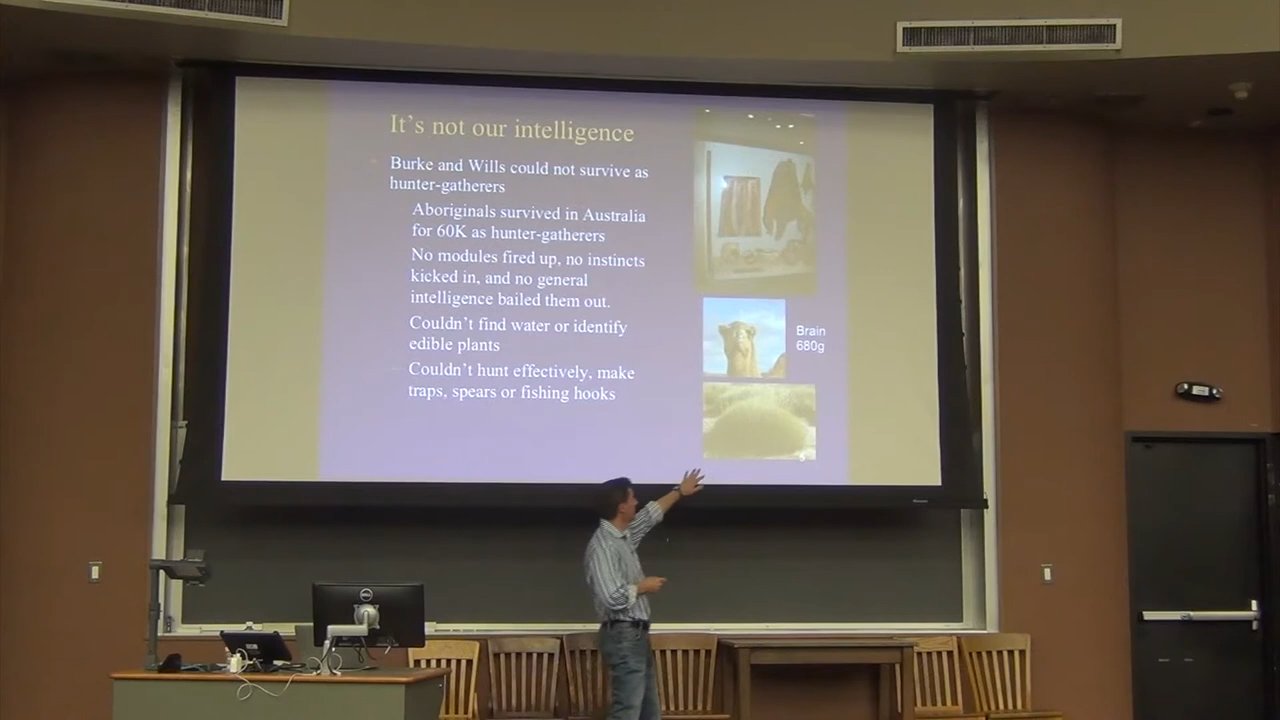 It's not our intelligence
Burke and Wills could not survive as
hunter-gatherers
Aboriginals survived in Australia
for 60K as hunter-gatherers
No modules fired up, no instincts
kicked in, and no general
intelligence bailed them out.
Couldn't find water or identify
edible plants
Couldn't hunt effectively, make
traps, spears or fishing hooks
Brain
680g
5
DELL